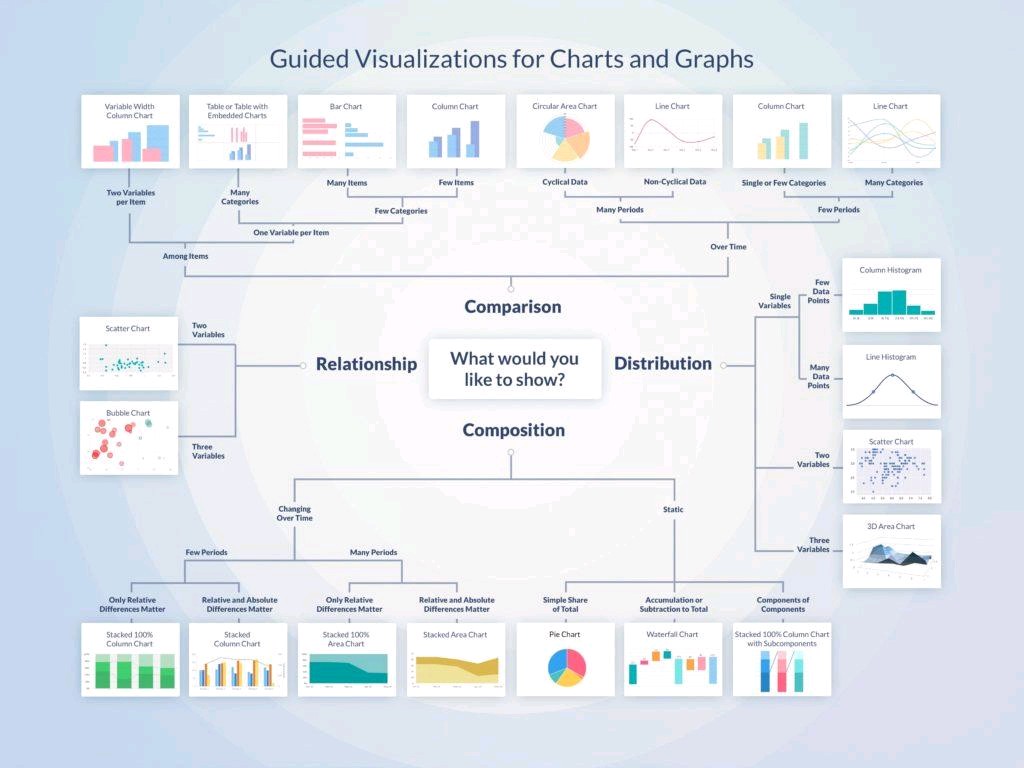 Guided Visualizations for Charts and Graphs
Variable Width
Column Chart
Table or Table with
Embedded Charts
Bar Chart
Column Chart
Circular Area Chart
Line Chart
Column Chart
Line Chart
Two Variables
per Item
Many
Categories
Many Items
Few Items
Cyclical Data
Non-Cyclical Data
Single or Few Categories
Many Categories
Few Categories
Many Periods
Few Periods
One Variable per Item
Over Time
Among Items
Comparison
Relationship
What would you
like to show?
Distribution
Composition
Scatter Chart
Two
Variables
Bubble Chart
Three
Variables
Single
Variables
Few
Data
Points
Column Histogram
Many
Data
Points
Line Histogram
Two
Variables
Scatter Chart
Three
Variables
3D Area Chart
Changing
Over Time
Static
Few Periods
Many Periods
Only Relative
Differences Matter
Relative and Absolute
Differences Matter
Only Relative
Differences Matter
Relative and Absolute
Differences Matter
Simple Share
of Total
Accumulation or
Subtraction to Total
Components of
Components
Stacked 100%
Column Chart
Stacked
Column Chart
Stacked 100%
Area Chart
Stacked Area Chart
Pie Chart
Waterfall Chart
Stacked 100% Column Chart
with Subcomponents